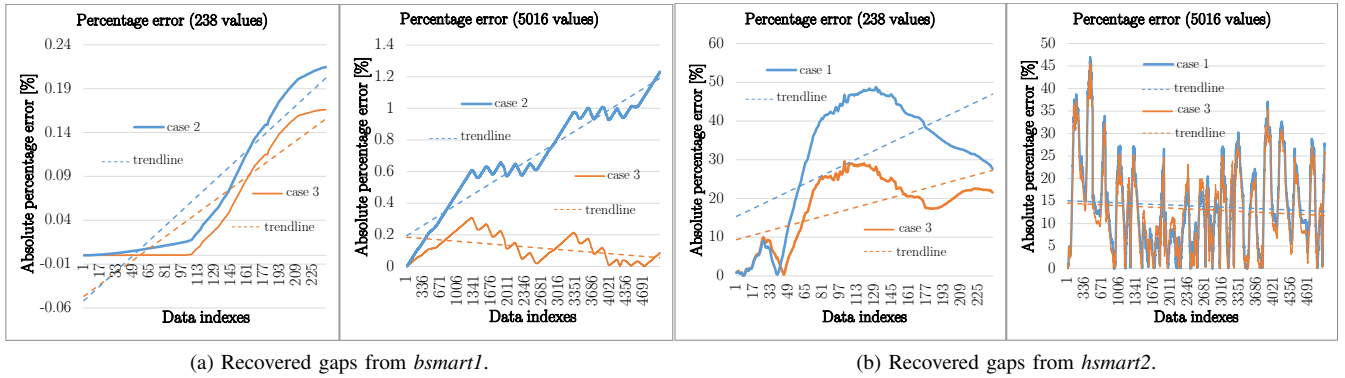 Percentage error (238 values)
Absolute percentage error [%]
0.24
0.20
0.16
0.12
0.08
0.04
-0.01
-0.06
case 2
trendline
case 3
trendline
1 17 33 49 65 81 97 113 129 145 161 177 193 209 225
Data indexes
Percentage error (5016 values)
Absolute percentage error [%]
1.4
1.2
1
0.8
0.6
0.4
0.2
0
case 2
trendline
case 3
trendline
1 336 671 1006 1341 1676 2011 2346 2681 3016 3351 3686 4021 4356 4691
Data indexes
(a) Recovered gaps from bsmart1.
Percentage error (238 values)
Absolute percentage error [%]
60
50
40
30
20
10
0
case 1
trendline
case 3
trendline
1 17 33 49 65 81 97 113 129 145 161 177 193 209 225
Data indexes
Percentage error (5016 values)
Absolute percentage error [%]
50
45
40
35
30
25
20
15
10
5
0
case 1
trendline
case 3
trendline
1 336 671 1006 1341 1676 2011 2346 2681 3016 3351 3686 4021 4356 4691
Data indexes
(b) Recovered gaps from hsmart2.